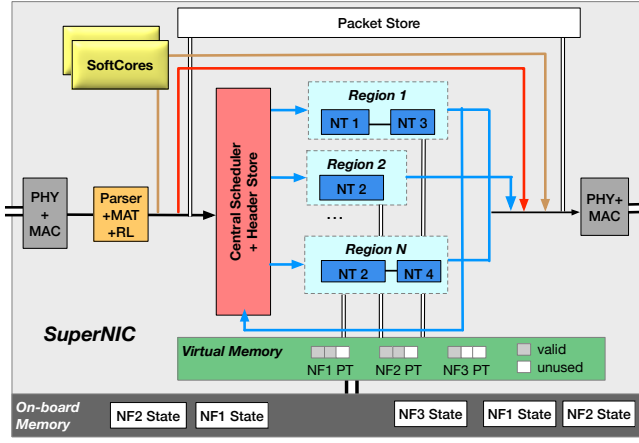 Packet Store
SoftCores
Region 1
NT 1
NT 3
Region 2
NT 2
...
Region N
NT 2
NT 4
Central Scheduler
+ Header Store
PHY
+
MAC
Parser
+MAT
+RL
PHY+
MAC
SuperNIC
Virtual Memory
NF1 PT
NF2 PT
NF3 PT
valid
unused
On-board
Memory
NF2 State
NF1 State
NF3 State
NF1 State
NF2 State